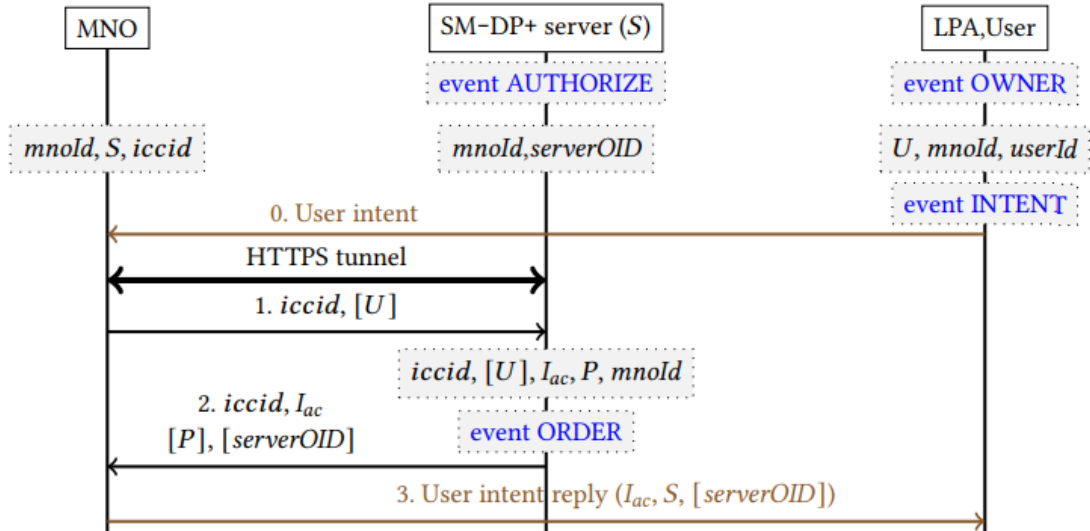 MNO
SM-DP+ server (S)
LPA,User
event AUTHORIZE
event OWNER
mnoId, S, iccid
mnoId,serverOID
U, mnoId, userId
event INTENT
0. User intent
HTTPS tunnel
1. iccid, [U]
iccid, [U], I_ac, P, mnoId
2. iccid, I_ac
[P], [serverOID]
event ORDER
3. User intent reply (I_ac, S, [serverOID])